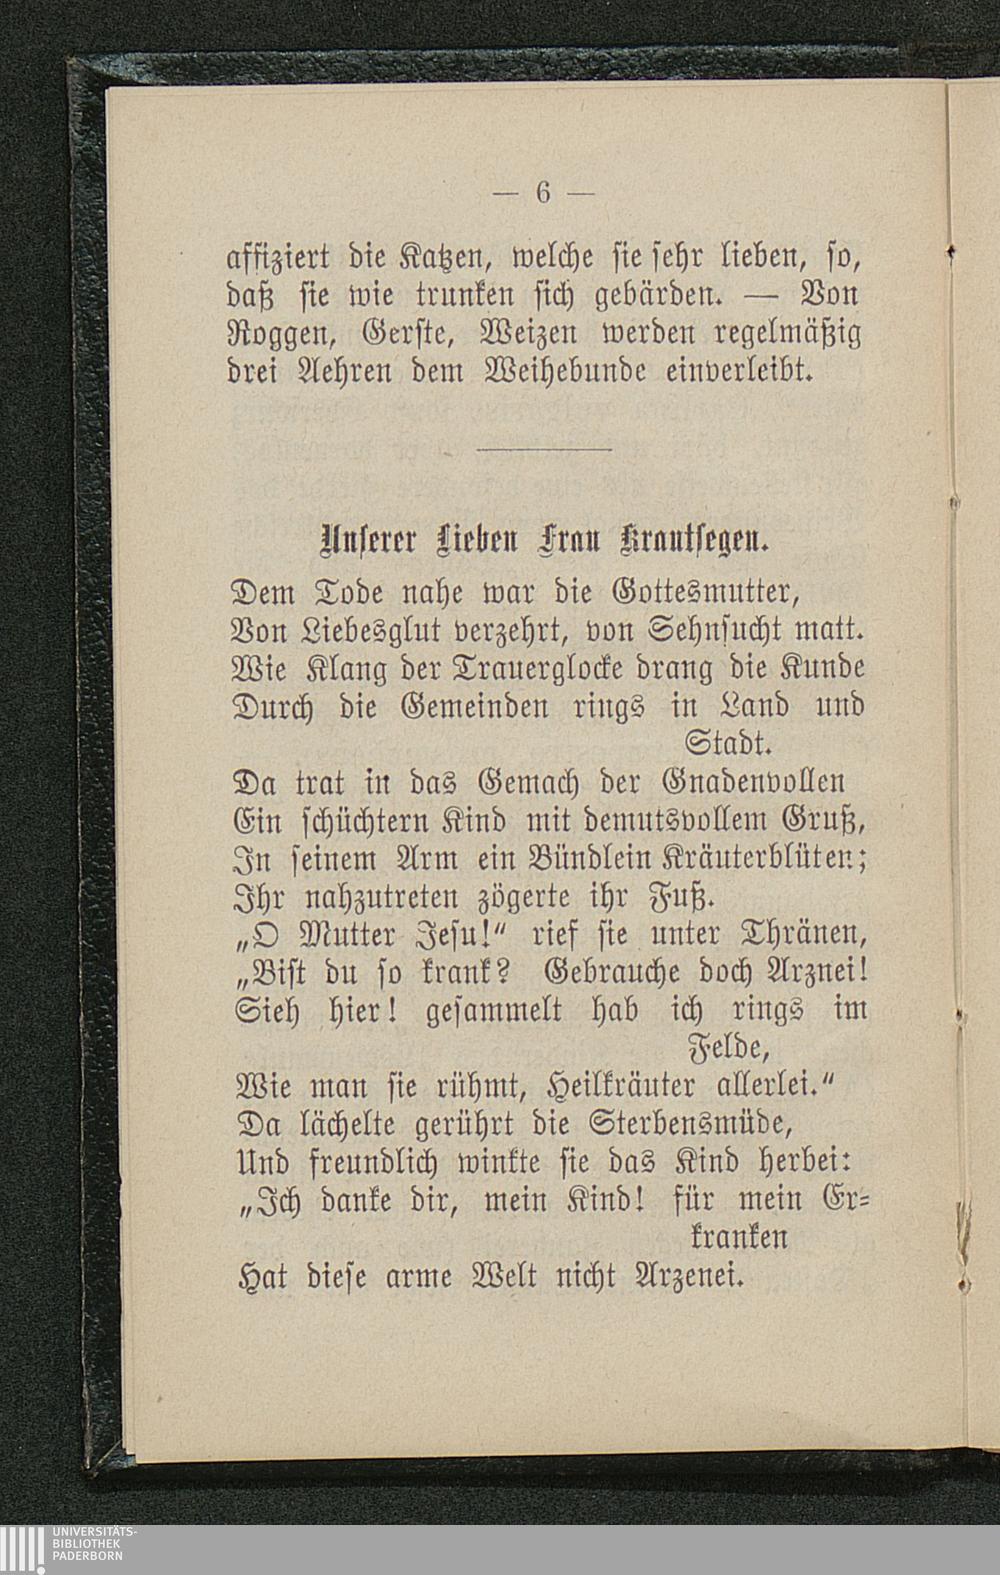 — 6 —
affiziert die Katzen, welche sie sehr lieben, so,
daß sie wie trunken sich gebärden. — Von
Roggen, Gerste, Weizen werden regelmäßig
drei Aehren dem Weihebunde einverleibt.
Unserer Lieben Frau Krautsegen.
Dem Tode nahe war die Gottesmutter,
Von Liebesglut verzehrt, von Sehnsucht matt.
Wie Klang der Trauerglocke drang die Kunde
Durch die Gemeinden rings in Land und
Stadt.
Da trat in das Gemach der Gnadenvollen
Ein schüchtern Kind mit demutsvollem Gruß,
In seinem Arm ein Bündlein Kräuterblüten;
Ihr nahzutreten zögerte ihr Fuß.
„O Mutter Jesu!“ rief sie unter Thränen,
„Bist du so krank? Gebrauche doch Arznei!
Sieh hier! gesammelt hab ich rings im
Felde,
Wie man sie rühmt, Heilkräuter allerlei.“
Da lächelte gerührt die Sterbensmüde,
Und freundlich winkte sie das Kind herbei:
„Ich danke dir, mein Kind! für mein Er-
kranken
Hat diese arme Welt nicht Arzenei.
UNIVERSITÄTS-
BIBLIOTHEK
PADERBORN